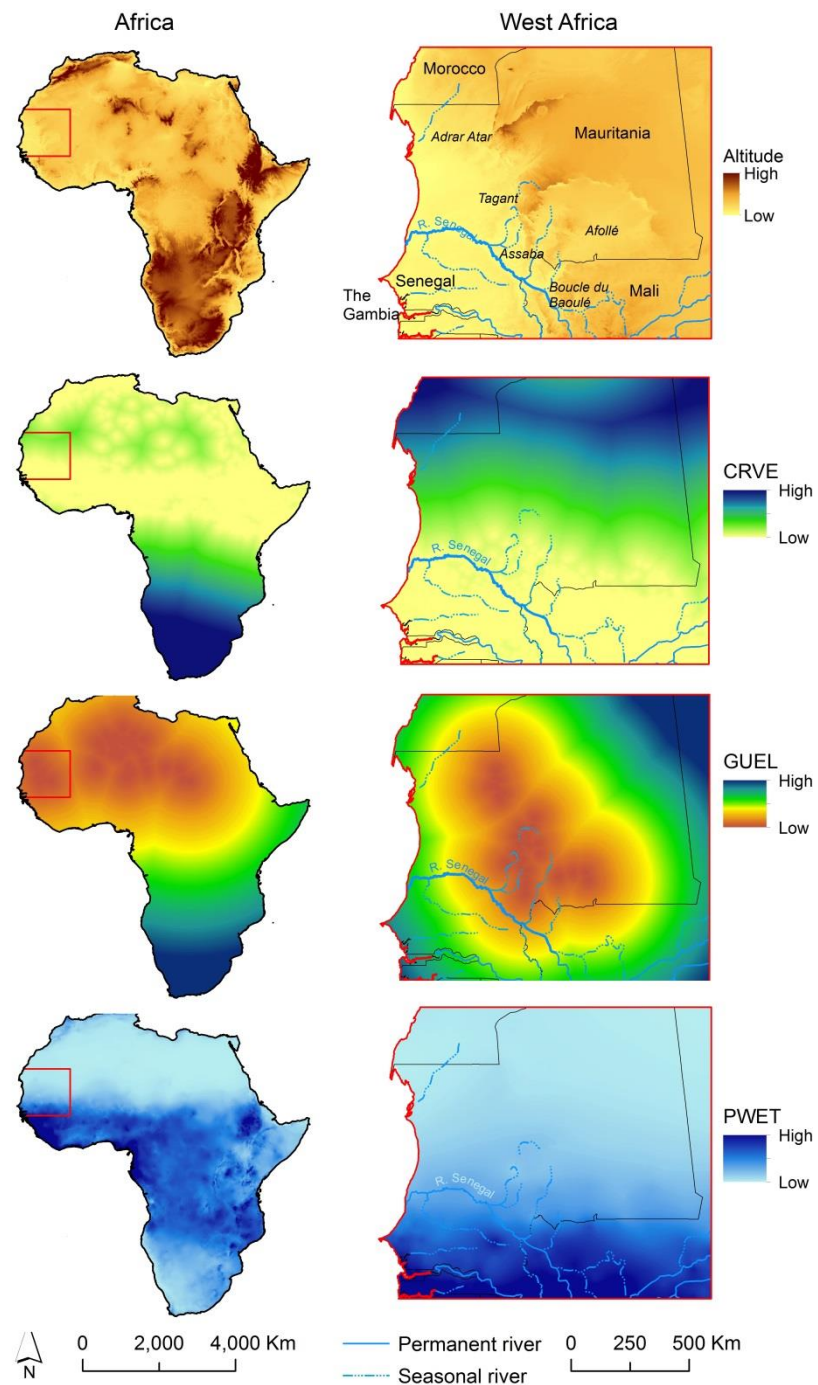 Africa
West Africa
Morocco
Adrar Atar
Mauritania
Tagant
R. Senegal
Afollé
Assaba
Senegal
Boucle du
Baoulé
Mali
The
Gambia
Altitude
High
Low
R. Senegal
CRVE
High
Low
R. Senegal
GUEL
High
Low
R. Senegal
PWET
High
Low
N
0 2,000 4,000 Km
Permanent river
Seasonal river
0 250 500 Km